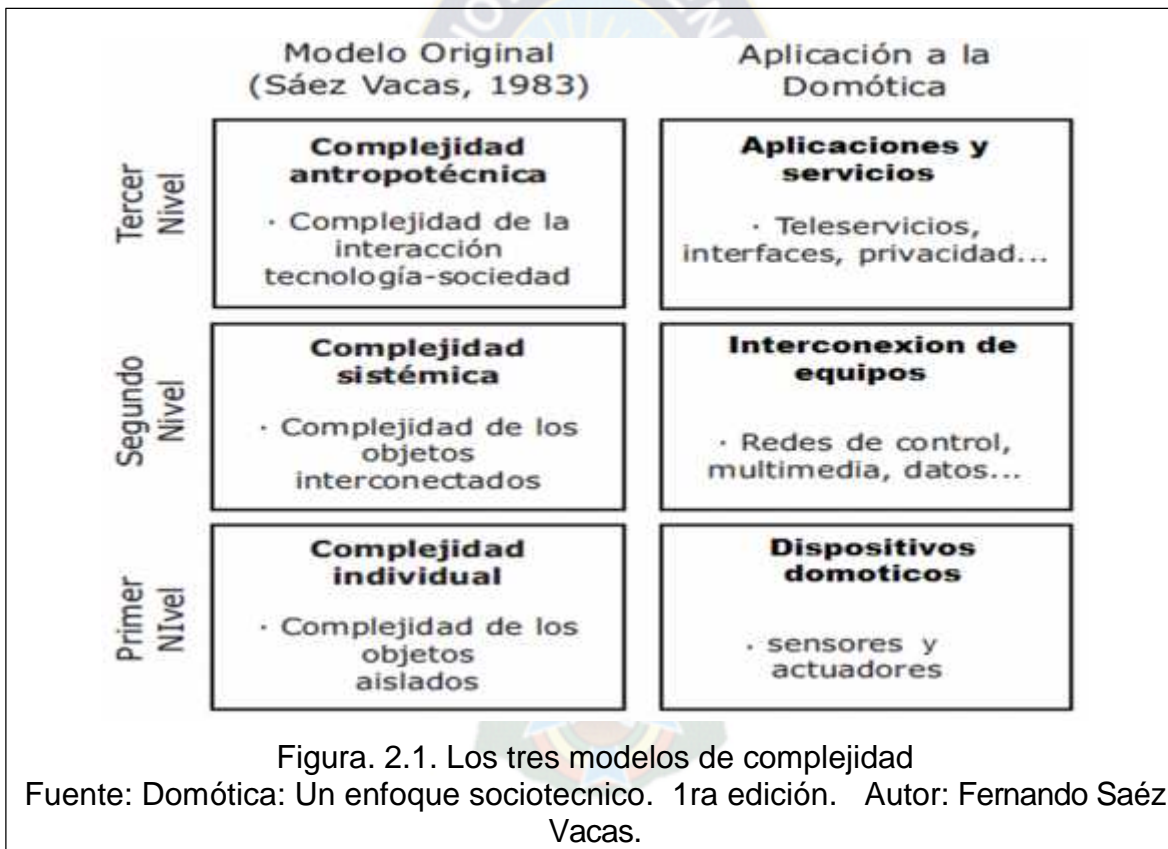 Modelo Original
(Sáez Vacas, 1983)
Aplicación a la
Domótica
Tercer
Nivel
Complejidad
antropotécnica
· Complejidad de la
interacción
tecnología-sociedad
Aplicaciones y
servicios
· Teleservicios,
interfaces, privacidad...
Segundo
Nivel
Complejidad
sistémica
· Complejidad de los
objetos
interconectados
Interconexion de
equipos
· Redes de control,
multimedia, datos...
Primer
NIvel
Complejidad
individual
· Complejidad de los
objetos
aislados
Dispositivos
domoticos
· sensores y
actuadores
Figura. 2.1. Los tres modelos de complejidad
Fuente: Domótica: Un enfoque sociotecnico. 1ra edición. Autor: Fernando Saéz
Vacas.